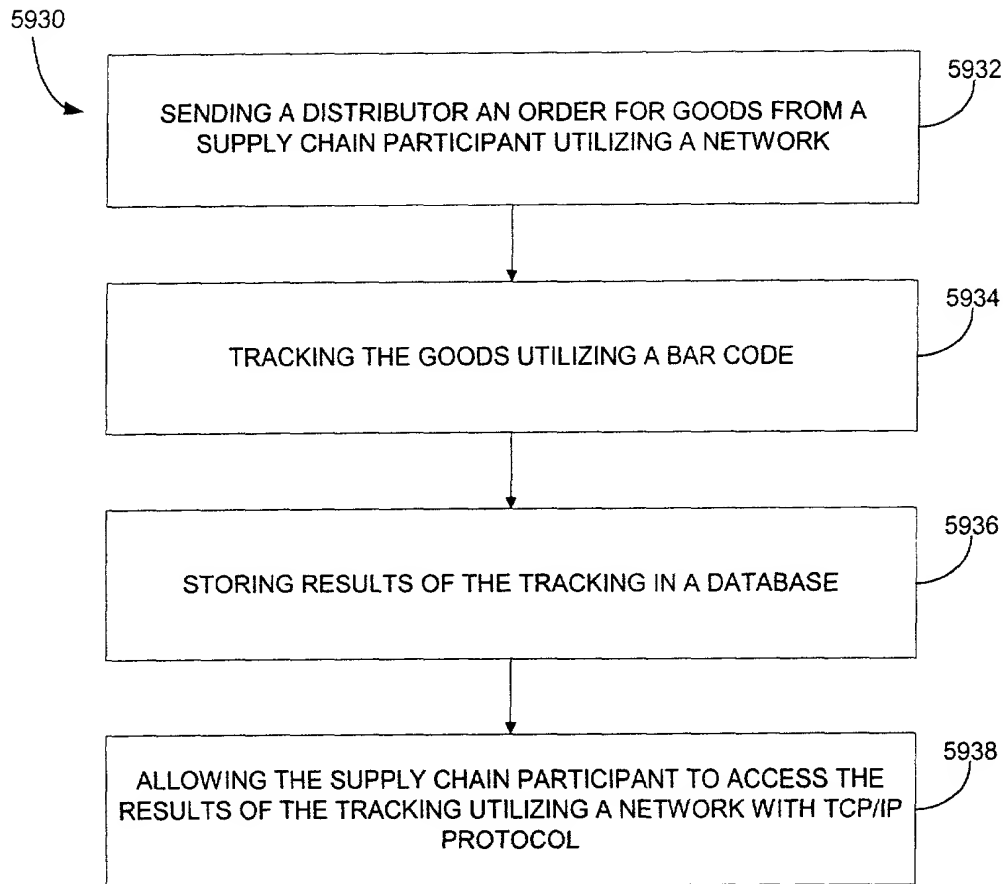 5930
5932
SENDING A DISTRIBUTOR AN ORDER FOR GOODS FROM A
SUPPLY CHAIN PARTICIPANT UTILIZING A NETWORK
5934
TRACKING THE GOODS UTILIZING A BAR CODE
5936
STORING RESULTS OF THE TRACKING IN A DATABASE
5938
ALLOWING THE SUPPLY CHAIN PARTICIPANT TO ACCESS THE
RESULTS OF THE TRACKING UTILIZING A NETWORK WITH TCP/IP
PROTOCOL